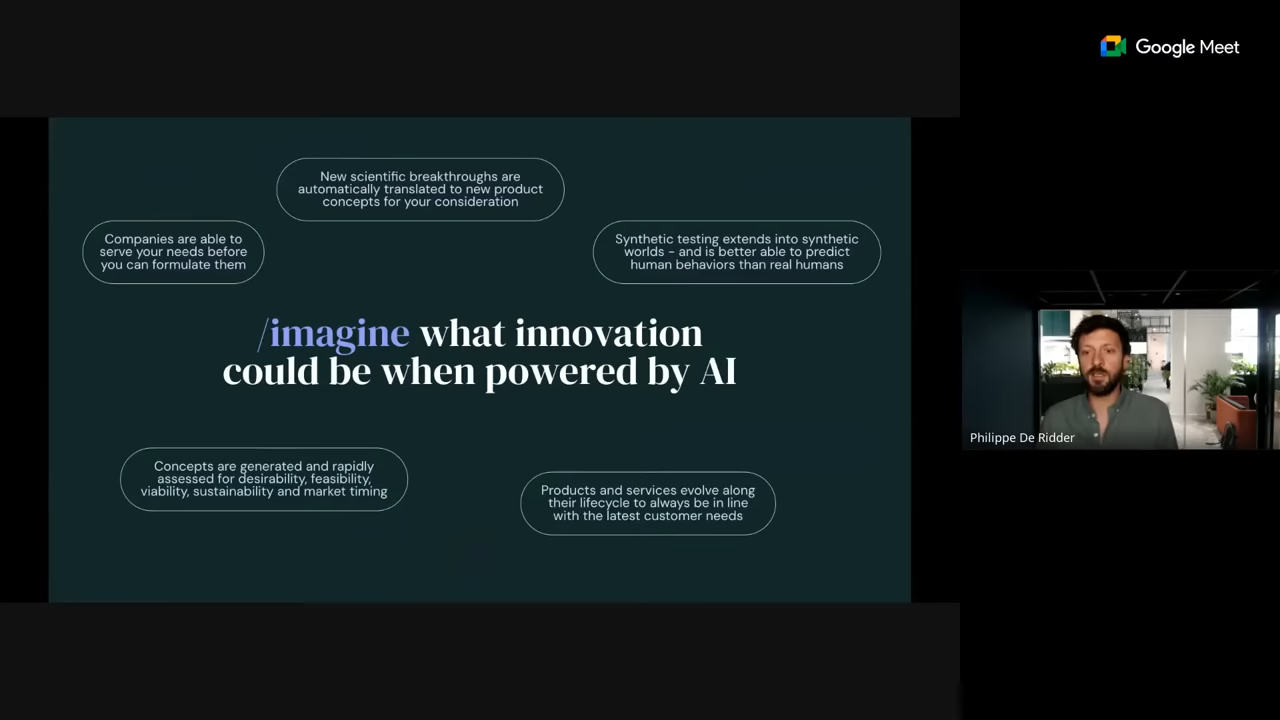 Google Meet
New scientific breakthroughs are
automatically translated to new product
concepts for your consideration
Companies are able to
serve your needs before
you can formulate them
Synthetic testing extends into synthetic
worlds - and is better able to predict
human behaviors than real humans
/imagine what innovation
could be when powered by AI
Concepts are generated and rapidly
assessed for desirability, feasibility,
viability, sustainability and market timing
Products and services evolve along
their lifecycle to always be in line
with the latest customer needs
Philippe De Ridder